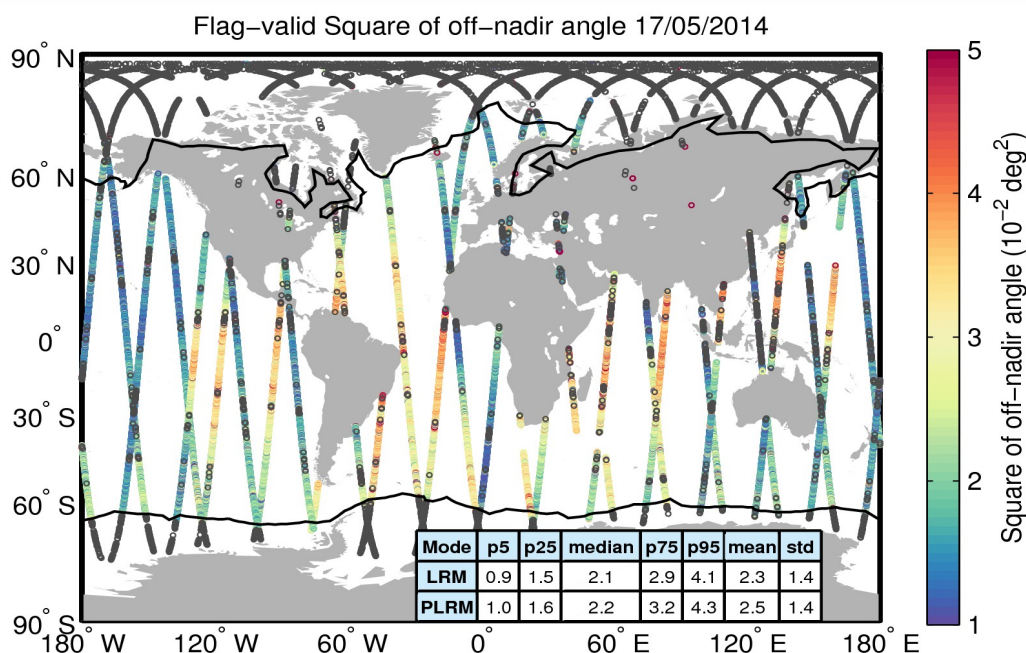 Flag−valid Square of off−nadir angle 17/05/2014
90° N
60° N
30° N
0°
30° S
60° S
90° S
180° W
120° W
60° W
0°
60° E
120° E
180° E
Mode p5 p25 median p75 p95 mean std
LRM 0.9 1.5 2.1 2.9 4.1 2.3 1.4
PLRM 1.0 1.6 2.2 3.2 4.3 2.5 1.4
5
4
3
2
1
Square of off−nadir angle (10⁻² deg²)